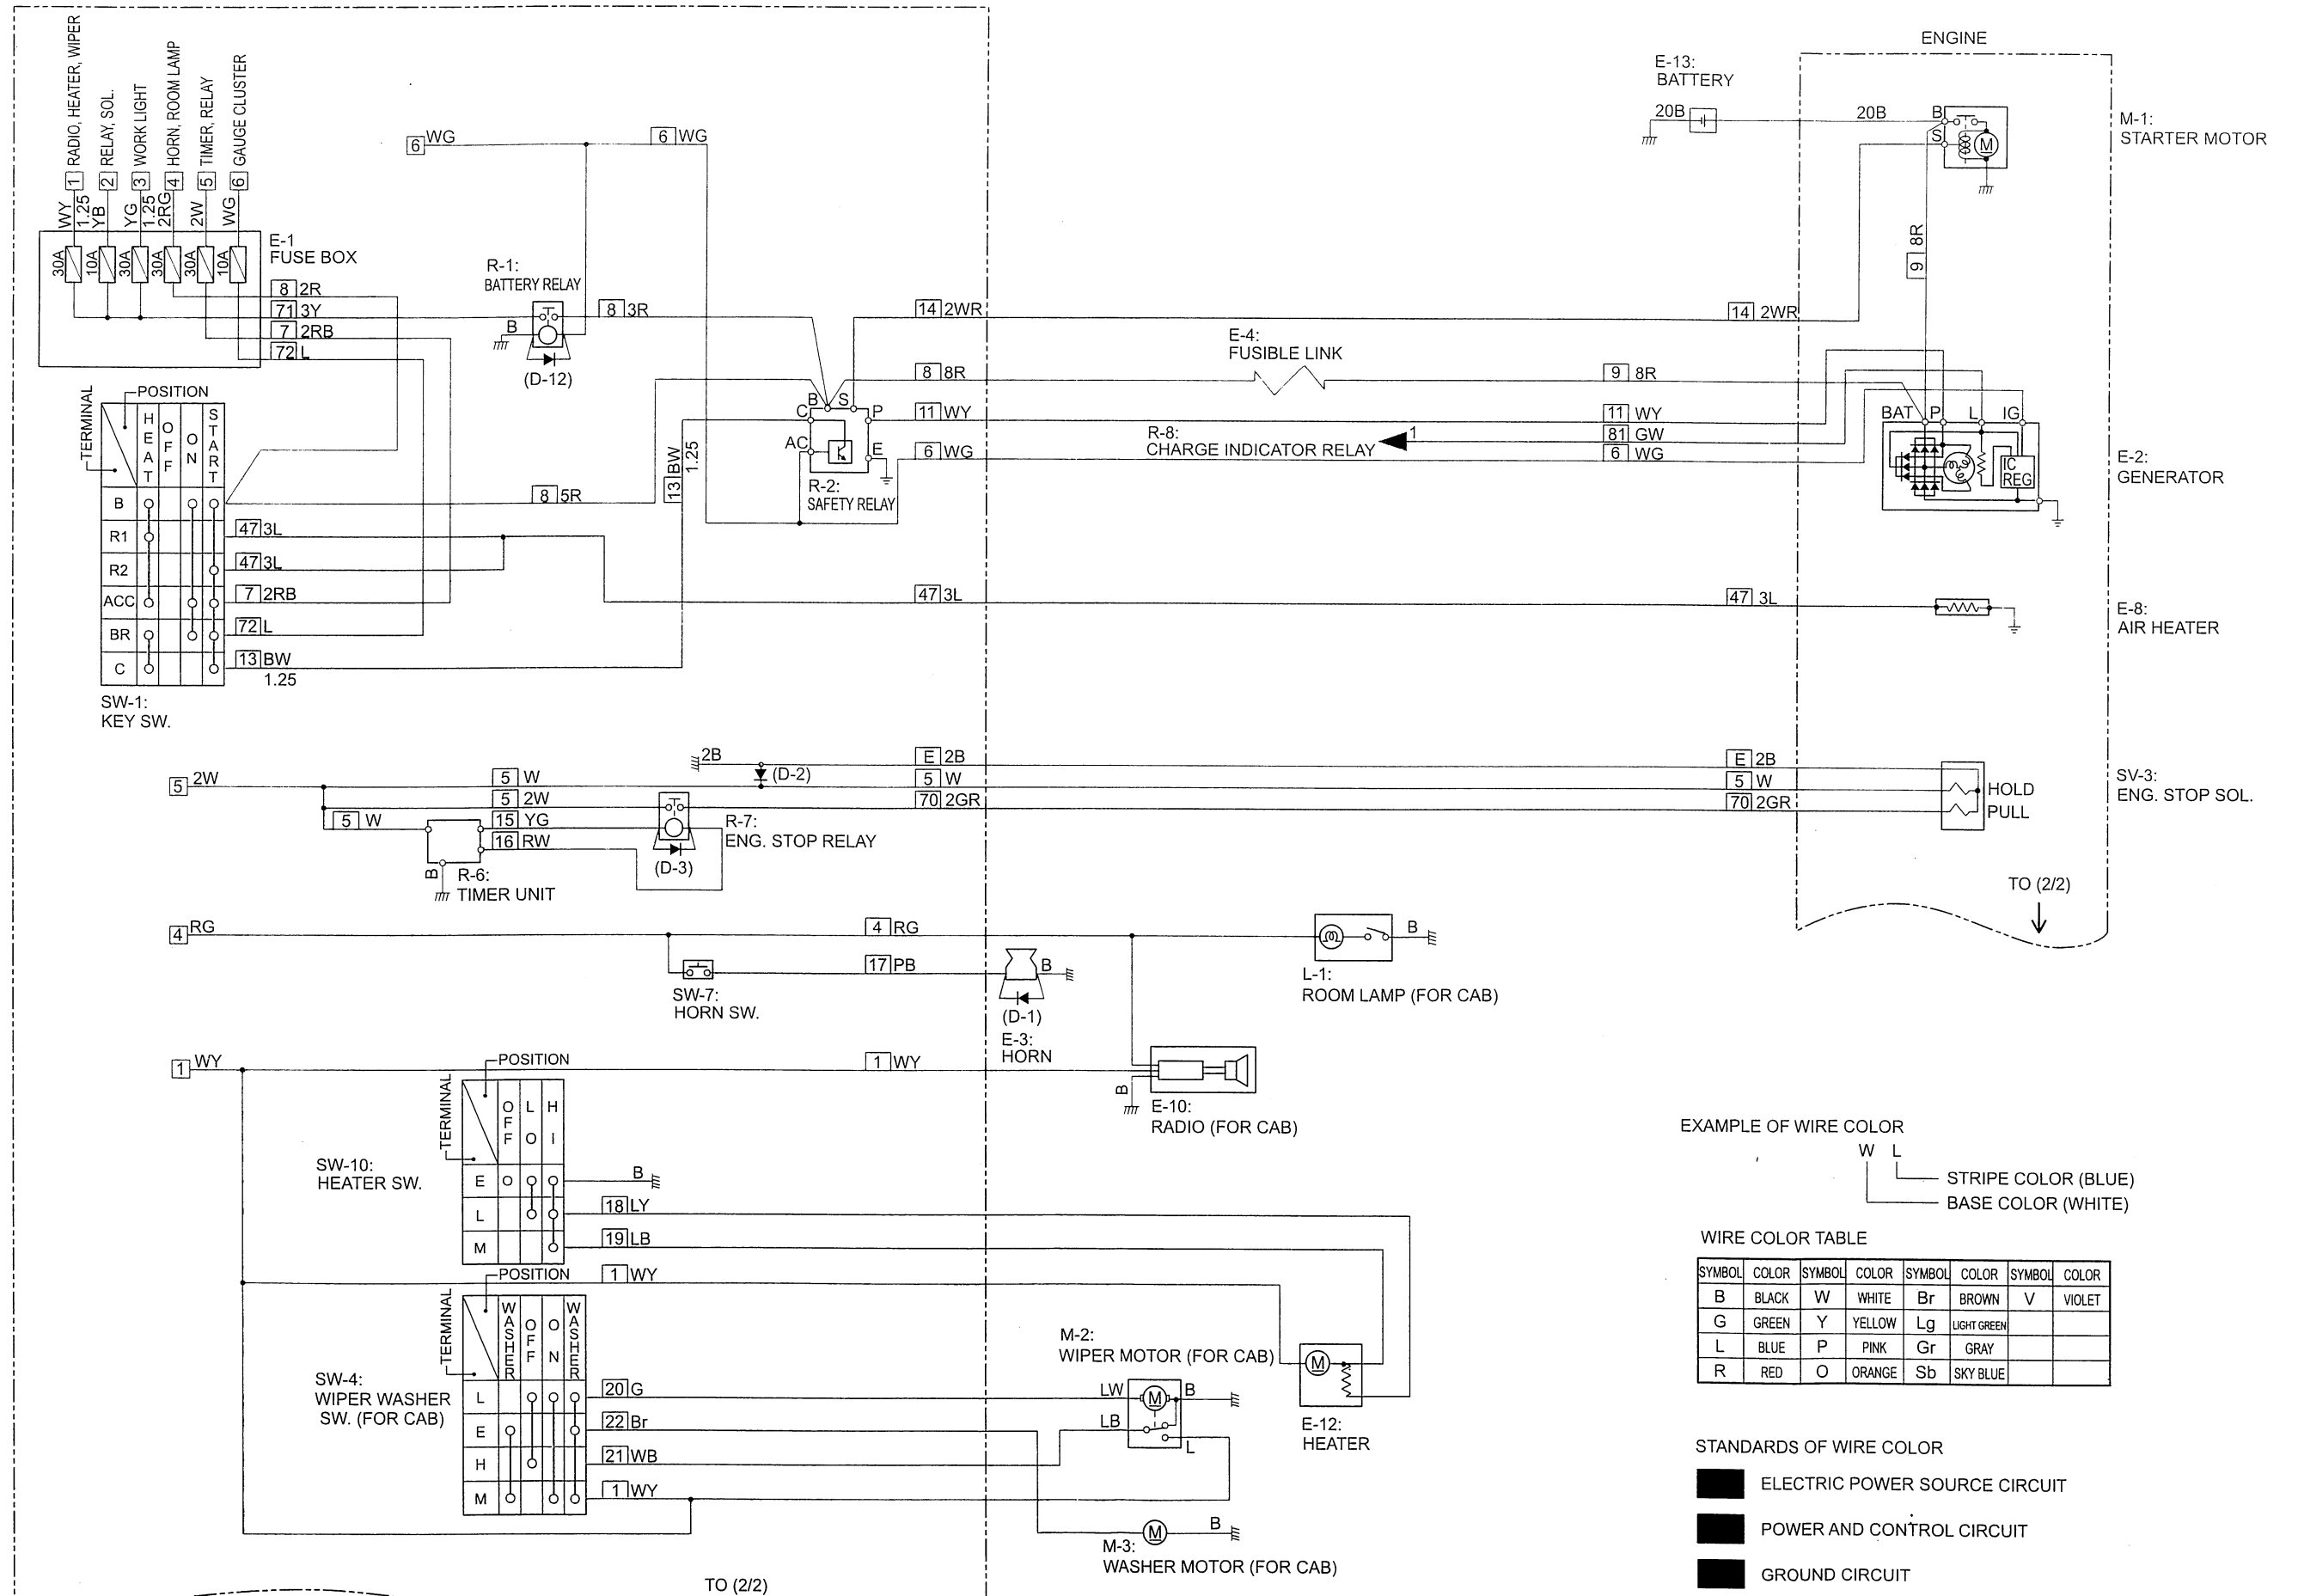 RADIO, HEATER, WIPER
RELAY, SOL.
WORK LIGHT
HORN, ROOM LAMP
TIMER, RELAY
GAUGE CLUSTER
1 2 3 4 5 6
WY 1.25
YB
YG 1.25
2RG
2W
WG
30A 10A 30A 30A 30A 10A
E-1
FUSE BOX
8 2R
71 3Y
7 2RB
72 L
6 WG
6 WG
R-1:
BATTERY RELAY
B
(D-12)
8 3R
14 2WR
14 2WR
E-4:
FUSIBLE LINK
8 8R
9 8R
11 WY
11 WY
R-8:
CHARGE INDICATOR RELAY
1
81 GW
6 WG
6 WG
B S
C P
AC E
R-2:
SAFETY RELAY
13 BW
1.25
ENGINE
E-13:
BATTERY
20B
20B
B
S
M
M-1:
STARTER MOTOR
9 8R
BAT P L IG
IC
REG
E-2:
GENERATOR
POSITION
TERMINAL
HEAT
OFF
ON
START
B
R1
R2
ACC
BR
C
8 5R
47 3L
47 3L
7 2RB
72 L
13 BW
1.25
SW-1:
KEY SW.
47 3L
47 3L
E-8:
AIR HEATER
2B
(D-2)
E 2B
E 2B
5 2W
5 W
5 W
5 W
5 2W
70 2GR
70 2GR
HOLD
PULL
SV-3:
ENG. STOP SOL.
5 W
15 YG
16 RW
B
R-6:
TIMER UNIT
R-7:
ENG. STOP RELAY
(D-3)
TO (2/2)
4 RG
4 RG
17 PB
SW-7:
HORN SW.
B
(D-1)
E-3:
HORN
B
L-1:
ROOM LAMP (FOR CAB)
1 WY
1 WY
B
E-10:
RADIO (FOR CAB)
POSITION
TERMINAL
OFF
LO
HI
E
L
M
SW-10:
HEATER SW.
B
18 LY
19 LB
1 WY
POSITION
TERMINAL
WASHER
OFF
ON
WASHER
L
E
H
M
SW-4:
WIPER WASHER
SW. (FOR CAB)
20 G
22 Br
21 WB
1 WY
M-2:
WIPER MOTOR (FOR CAB)
LW
M
B
LB
L
M
E-12:
HEATER
M
B
M-3:
WASHER MOTOR (FOR CAB)
TO (2/2)
EXAMPLE OF WIRE COLOR
W L
STRIPE COLOR (BLUE)
BASE COLOR (WHITE)
WIRE COLOR TABLE
SYMBOL COLOR SYMBOL COLOR SYMBOL COLOR SYMBOL COLOR
B BLACK W WHITE Br BROWN V VIOLET
G GREEN Y YELLOW Lg LIGHT GREEN
L BLUE P PINK Gr GRAY
R RED O ORANGE Sb SKY BLUE
STANDARDS OF WIRE COLOR
ELECTRIC POWER SOURCE CIRCUIT
POWER AND CONTROL CIRCUIT
GROUND CIRCUIT